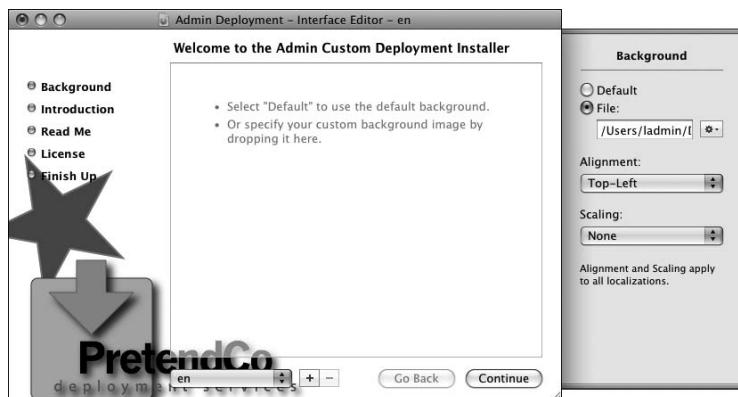 Admin Deployment – Interface Editor – en
Welcome to the Admin Custom Deployment Installer
Background
Introduction
Read Me
License
Finish Up
• Select "Default" to use the default background.
• Or specify your custom background image by
dropping it here.
PretendCo
deployment services
en
+ −
Go Back
Continue
Background
Default
File:
/Users/ladmin/
Alignment:
Top-Left
Scaling:
None
Alignment and Scaling apply
to all localizations.